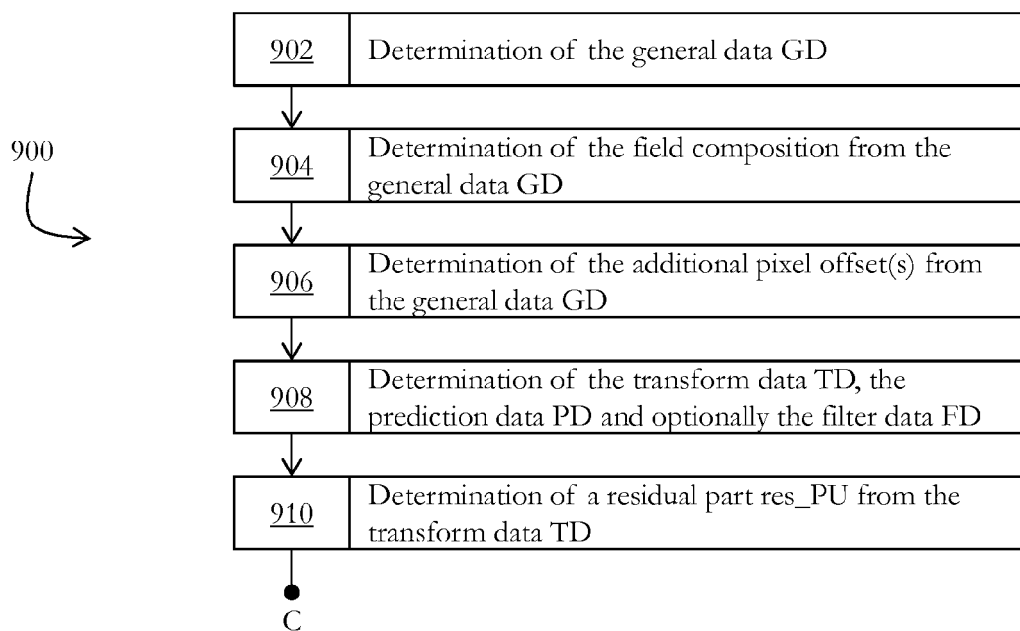 902 Determination of the general data GD
900
904 Determination of the field composition from the
general data GD
906 Determination of the additional pixel offset(s) from
the general data GD
908 Determination of the transform data TD, the
prediction data PD and optionally the filter data FD
910 Determination of a residual part res_PU from the
transform data TD
C